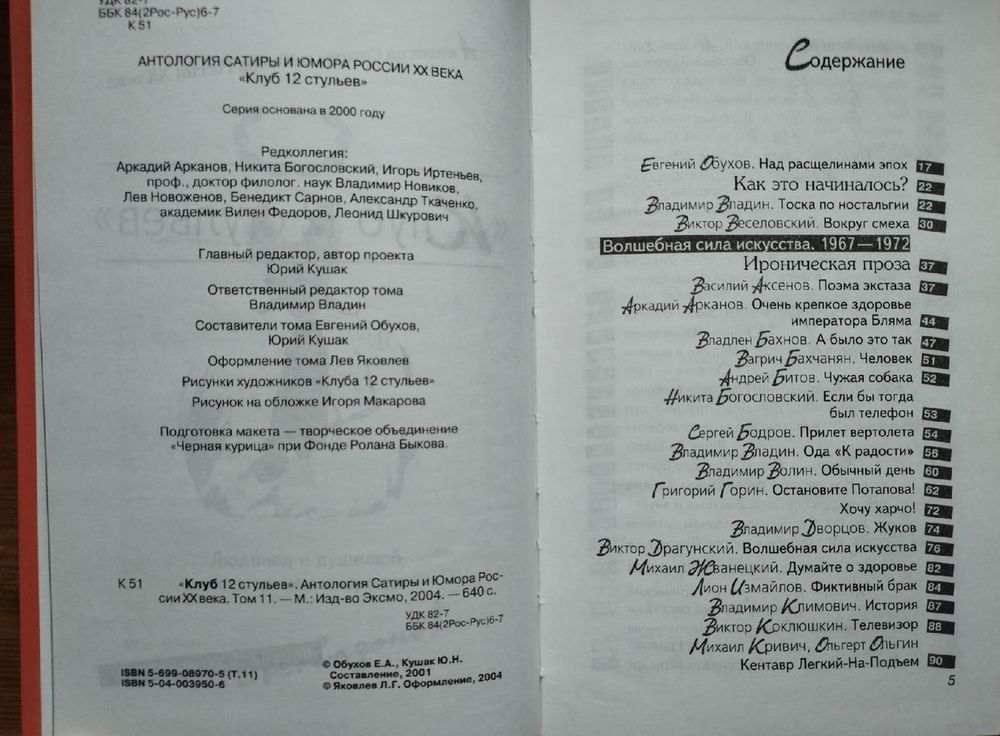 УДК 82-7
ББК 84(2Рос-Рус)6-7
К 51
АНТОЛОГИЯ САТИРЫ И ЮМОРА РОССИИ XX ВЕКА
«Клуб 12 стульев»
Серия основана в 2000 году
Редколлегия:
Аркадий Арканов, Никита Богословский, Игорь Иртеньев,
проф., доктор филолог. наук Владимир Новиков,
Лев Новоженов, Бенедикт Сарнов, Александр Ткаченко,
академик Вилен Федоров, Леонид Шкурович
Главный редактор, автор проекта
Юрий Кушак
Ответственный редактор тома
Владимир Владин
Составители тома Евгений Обухов,
Юрий Кушак
Оформление тома Лев Яковлев
Рисунки художников «Клуба 12 стульев»
Рисунок на обложке Игоря Макарова
Подготовка макета — творческое объединение
«Черная курица» при Фонде Ролана Быкова.
К 51 «Клуб 12 стульев». Антология Сатиры и Юмора Рос-
сии XX века. Том 11. — М.: Изд-во Эксмо, 2004. — 640 с.
УДК 82-7
ББК 84(2Рос-Рус)6-7
ISBN 5-699-08970-5 (Т.11)
ISBN 5-04-003950-6
© Обухов Е.А., Кушак Ю.Н.
Составление, 2001
© Яковлев Л.Г. Оформление, 2004
Содержание
Евгений Обухов. Над расщелинами эпох 17
Как это начиналось? 22
Владимир Владин. Тоска по ностальгии 22
Виктор Веселовский. Вокруг смеха 30
Волшебная сила искусства. 1967—1972
Ироническая проза 37
Василий Аксенов. Поэма экстаза 37
Аркадий Арканов. Очень крепкое здоровье
императора Бляма 44
Владлен Бахнов. А было это так 47
Вагрич Бахчанян. Человек 51
Андрей Битов. Чужая собака 52
Никита Богословский. Если бы тогда
был телефон 53
Сергей Бодров. Прилет вертолета 54
Владимир Владин. Ода «К радости» 56
Владимир Волин. Обычный день 60
Григорий Горин. Остановите Потапова! 62
Хочу харчо! 72
Владимир Дворцов. Жуков 74
Виктор Драгунский. Волшебная сила искусства 76
Михаил Жванецкий. Думайте о здоровье 82
Лион Измайлов. Фиктивный брак 84
Владимир Климович. История 87
Виктор Коклюшкин. Телевизор 88
Михаил Кривич, Ольгерт Ольгин
Кентавр Легкий-На-Подъем 90
5